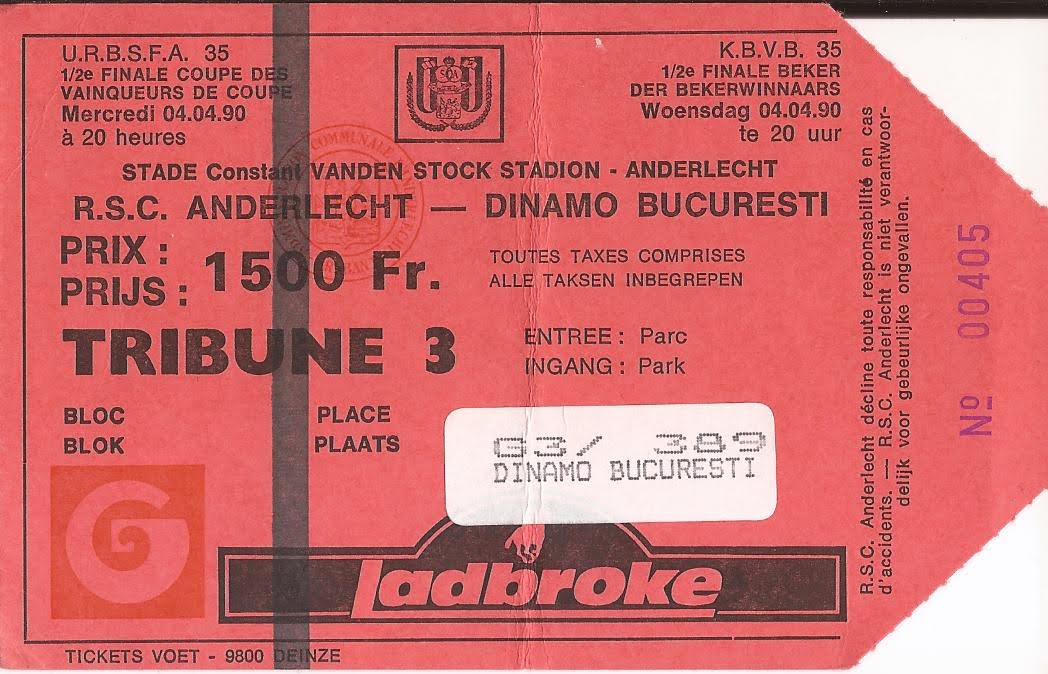 U.R.B.S.F.A. 35
1/2e FINALE COUPE DES
VAINQUEURS DE COUPE
Mercredi 04.04.90
à 20 heures
K.B.V.B. 35
1/2e FINALE BEKER
DER BEKERWINNAARS
Woensdag 04.04.90
te 20 uur
STADE Constant VANDEN STOCK STADION - ANDERLECHT
R.S.C. ANDERLECHT — DINAMO BUCURESTI
PRIX :
PRIJS : 1500 Fr.
TOUTES TAXES COMPRISES
ALLE TAKSEN INBEGREPEN
TRIBUNE 3
ENTREE : Parc
INGANG : Park
BLOC
BLOK
PLACE
PLAATS
G3/ 389
DINAMO BUCURESTI
G
Ladbroke
TICKETS VOET - 9800 DEINZE
R.S.C. Anderlecht décline toute responsabilité en cas
d'accidents. — R.S.C. Anderlecht is niet verantwoor-
delijk voor gebeurlijke ongevallen.
Nº 00405